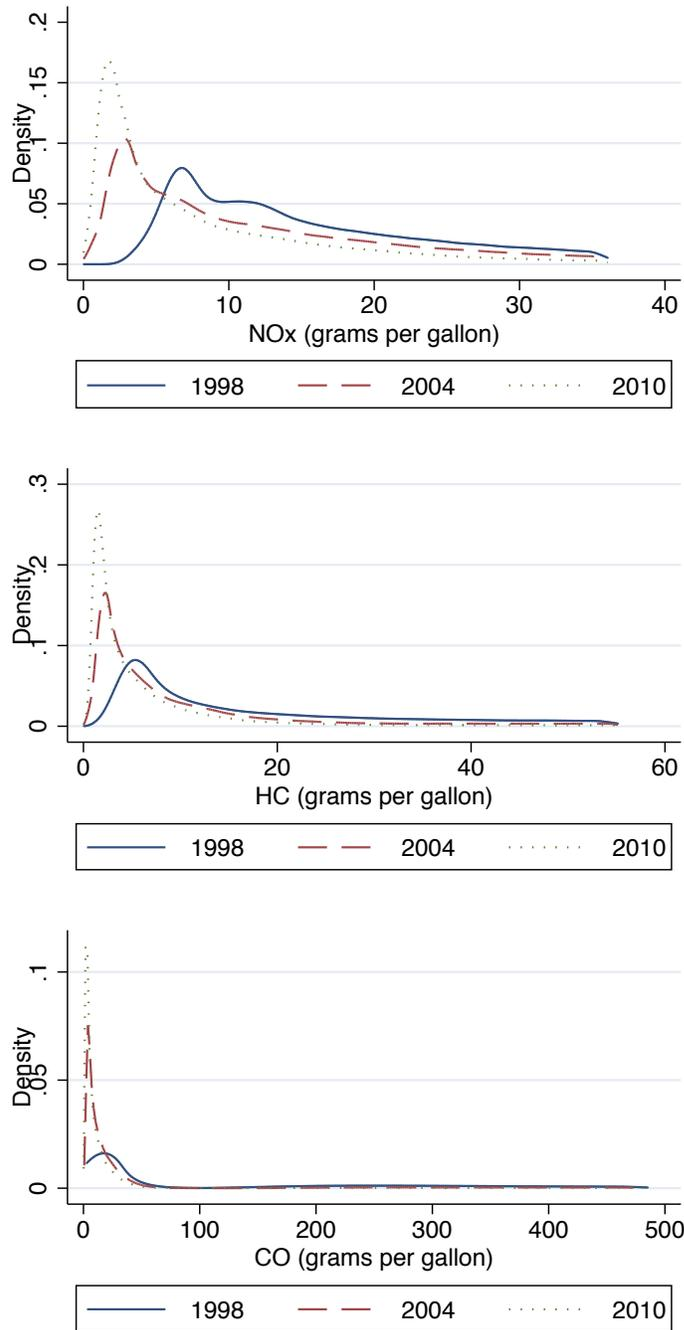 .2
.15
.1
.05
0
Density
0 10 20 30 40
NOx (grams per gallon)
1998 2004 2010
.3
.2
.1
0
Density
0 20 40 60
HC (grams per gallon)
1998 2004 2010
.1
.05
0
Density
0 100 200 300 400 500
CO (grams per gallon)
1998 2004 2010